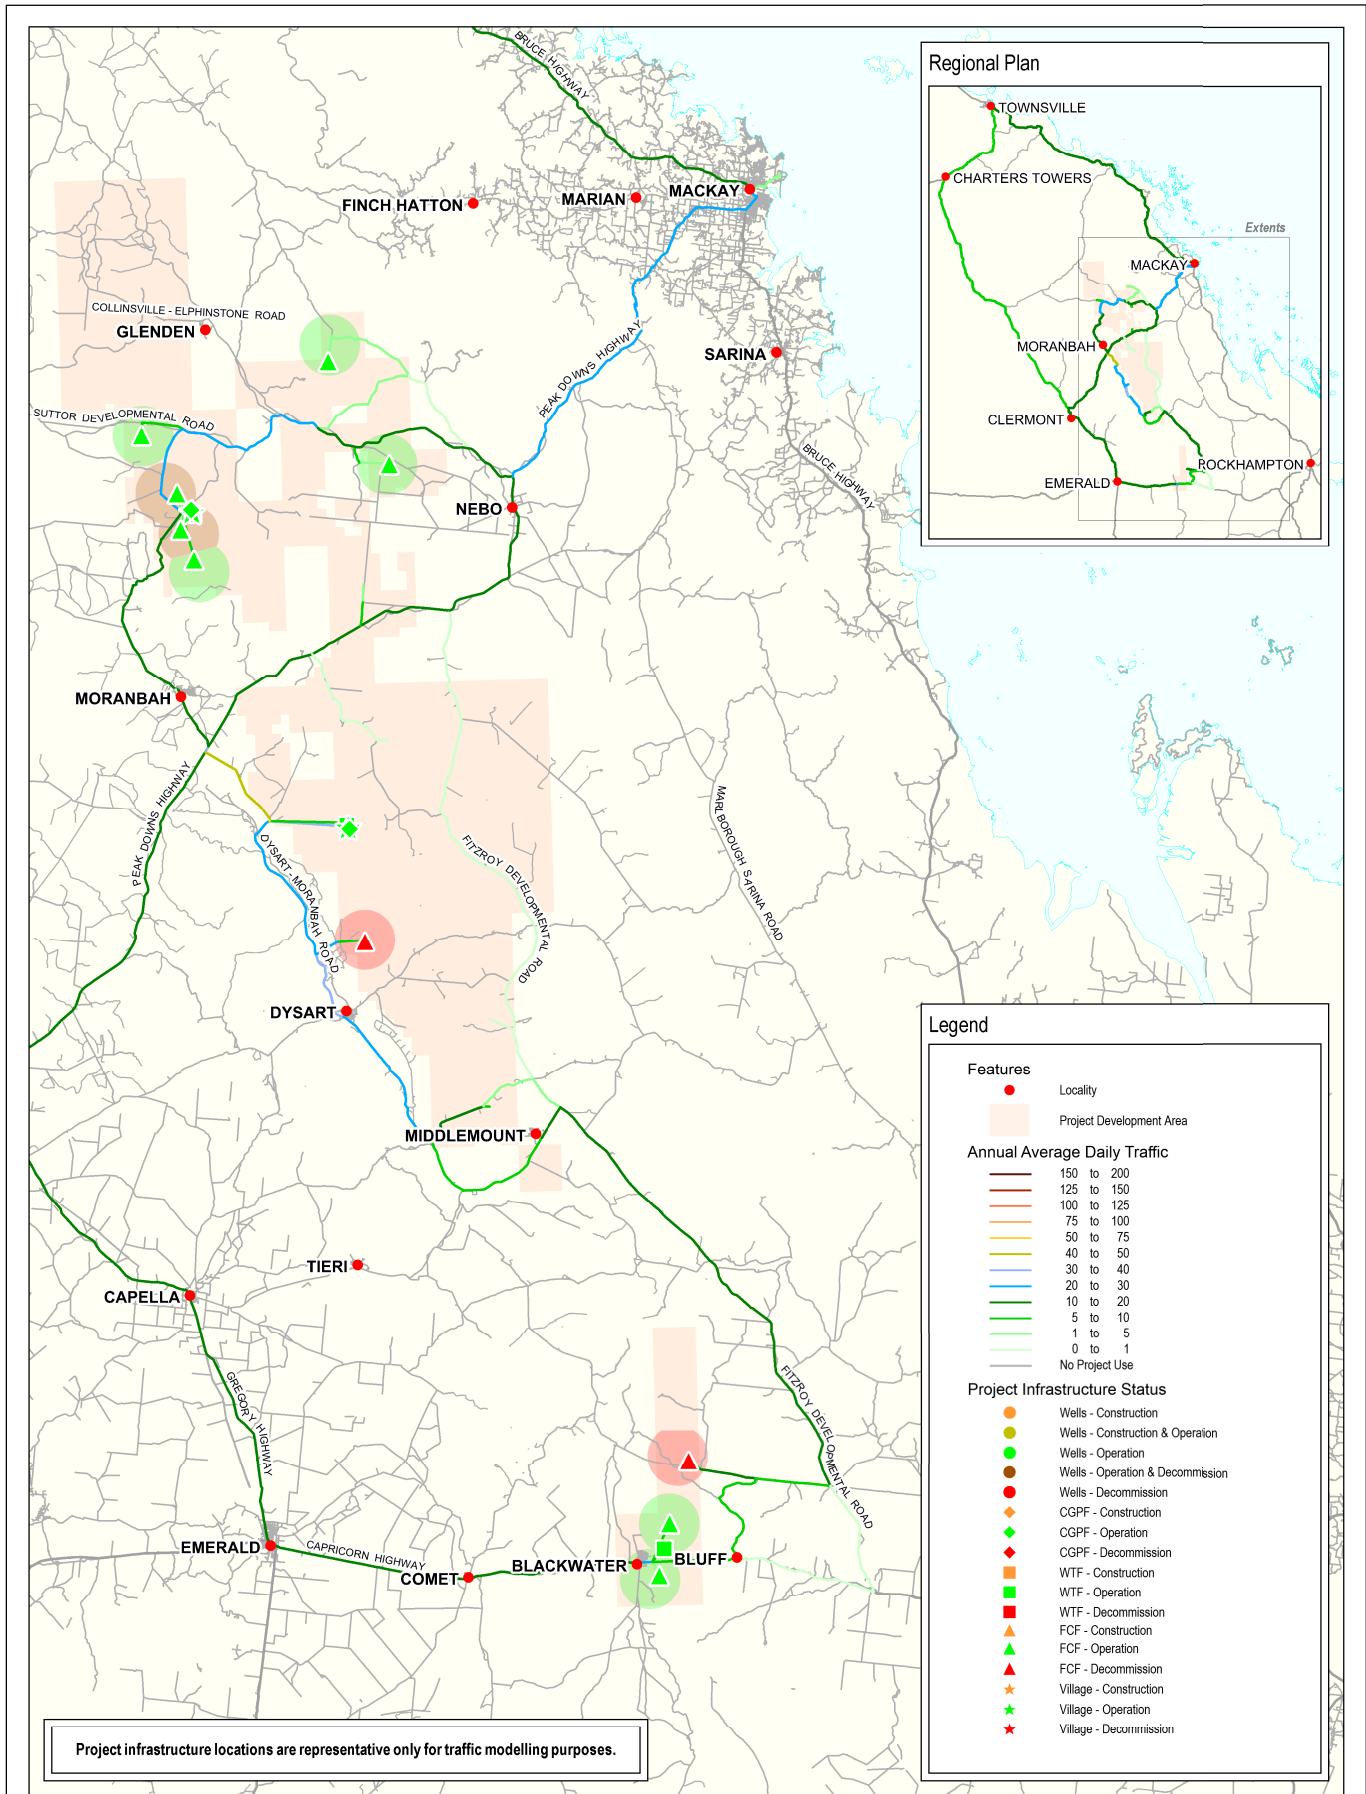 BRUCE HIGHWAY
FINCH HATTON
MARIAN
MACKAY
COLLINSVILLE - ELPHINSTONE ROAD
GLENDEN
SARINA
PEAK DOWNS HIGHWAY
SUTTOR DEVELOPMENTAL ROAD
BRUCE HIGHWAY
NEBO
MORANBAH
PEAK DOWNS HIGHWAY
DYSART - MORANBAH ROAD
FITZROY DEVELOPMENTAL ROAD
MARLBOROUGH SARINA ROAD
DYSART
MIDDLEMOUNT
TIERI
CAPELLA
GREGORY HIGHWAY
FITZROY DEVELOPMENTAL ROAD
EMERALD
CAPRICORN HIGHWAY
COMET
BLACKWATER
BLUFF
Project infrastructure locations are representative only for traffic modelling purposes.
Regional Plan
TOWNSVILLE
CHARTERS TOWERS
Extents
MACKAY
MORANBAH
CLERMONT
ROCKHAMPTON
EMERALD
Legend
Features
Locality
Project Development Area
Annual Average Daily Traffic
150 to 200
125 to 150
100 to 125
75 to 100
50 to 75
40 to 50
30 to 40
20 to 30
10 to 20
5 to 10
1 to 5
0 to 1
No Project Use
Project Infrastructure Status
Wells - Construction
Wells - Construction & Operation
Wells - Operation
Wells - Operation & Decommission
Wells - Decommission
CGPF - Construction
CGPF - Operation
CGPF - Decommission
WTF - Construction
WTF - Operation
WTF - Decommission
FCF - Construction
FCF - Operation
FCF - Decommission
Village - Construction
Village - Operation
Village - Decommission